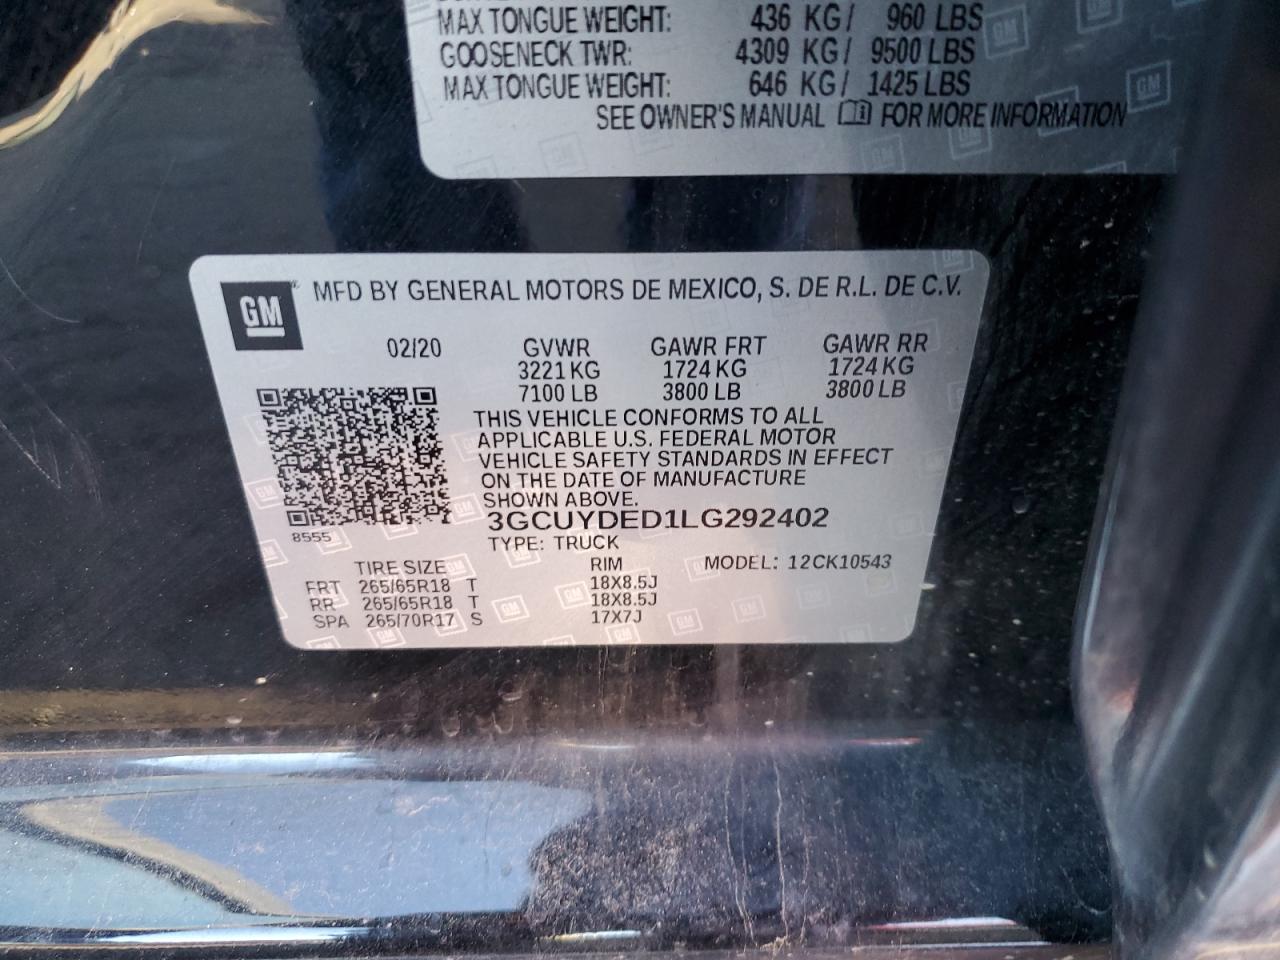 MAX TONGUE WEIGHT: 436 KG/ 960 LBS
GOOSENECK TWR: 4309 KG/ 9500 LBS
MAX TONGUE WEIGHT: 646 KG/ 1425 LBS
SEE OWNER'S MANUAL FOR MORE INFORMATION
GM
MFD BY GENERAL MOTORS DE MEXICO, S. DE R.L. DE C.V.
02/20 GVWR GAWR FRT GAWR RR
3221 KG 1724 KG 1724 KG
7100 LB 3800 LB 3800 LB
THIS VEHICLE CONFORMS TO ALL
APPLICABLE U.S. FEDERAL MOTOR
VEHICLE SAFETY STANDARDS IN EFFECT
ON THE DATE OF MANUFACTURE
SHOWN ABOVE.
3GCUYDED1LG292402
8555
TYPE: TRUCK
TIRE SIZE RIM MODEL: 12CK10543
FRT 265/65R18 T 18X8.5J
RR 265/65R18 T 18X8.5J
SPA 265/70R17 S 17X7J